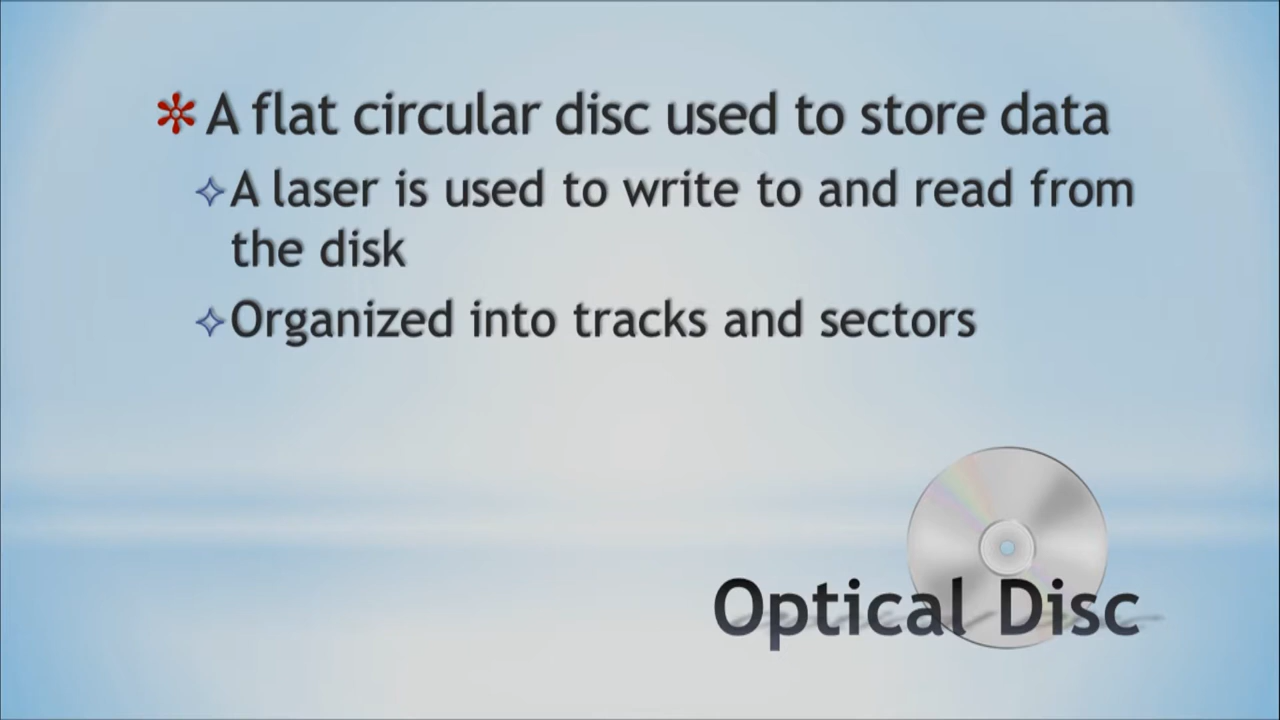 A flat circular disc used to store data
A laser is used to write to and read from
the disk
Organized into tracks and sectors
Optical Disc